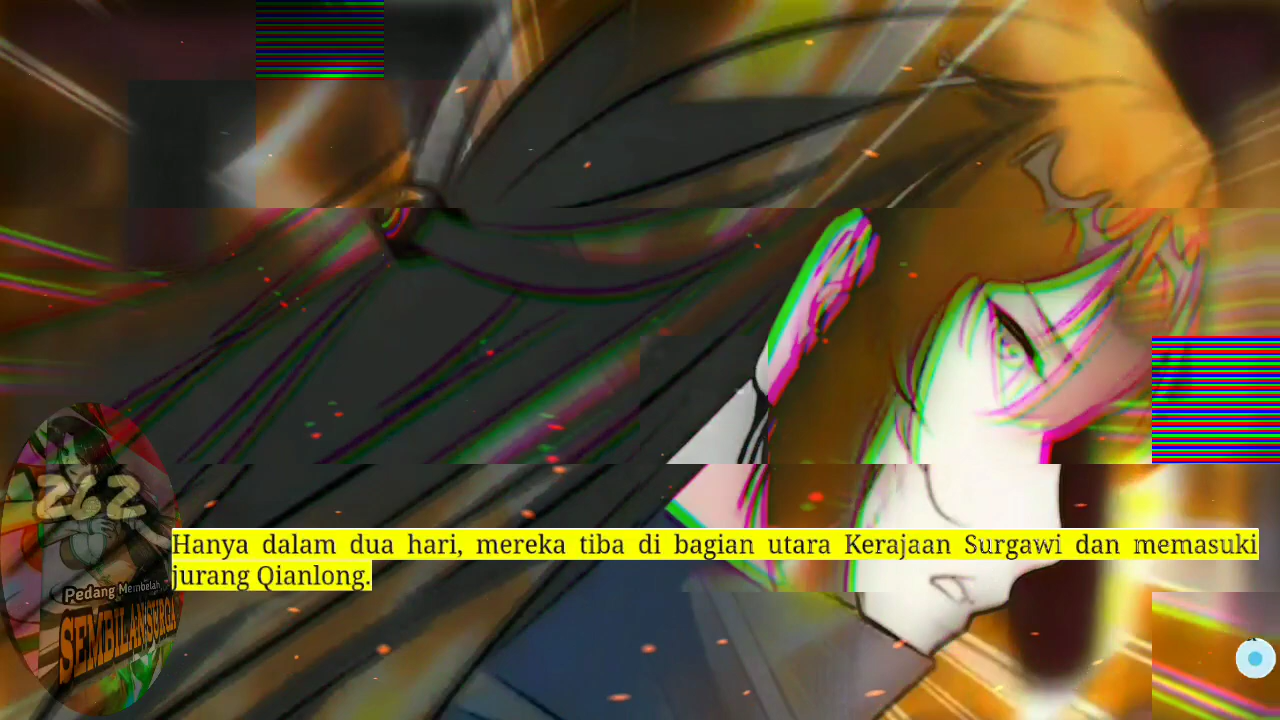 262
Hanya dalam dua hari, mereka tiba di bagian utara Kerajaan Surgawi dan memasuki
jurang Qianlong.
Pedang Membelah
SEMBILAN SURGA